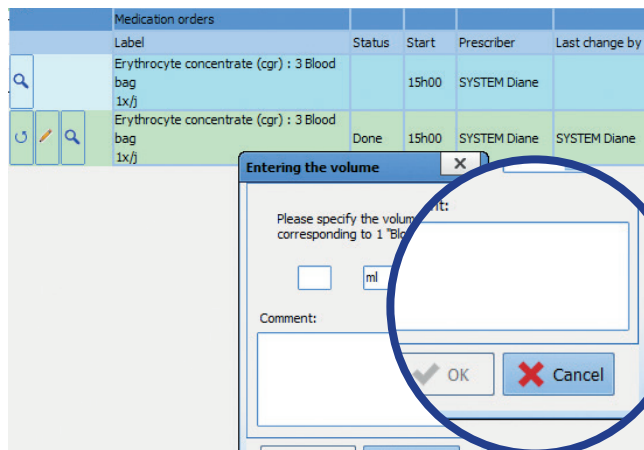 Medication orders
Label Status Start Prescriber Last change by
Erythrocyte concentrate (cgr) : 3 Blood
bag
1x/j
15h00 SYSTEM Diane
Erythrocyte concentrate (cgr) : 3 Blood
bag
1x/j
Done 15h00 SYSTEM Diane SYSTEM Diane
Entering the volume
Please specify the
corresponding to 1
ml
Comment:
OK Cancel